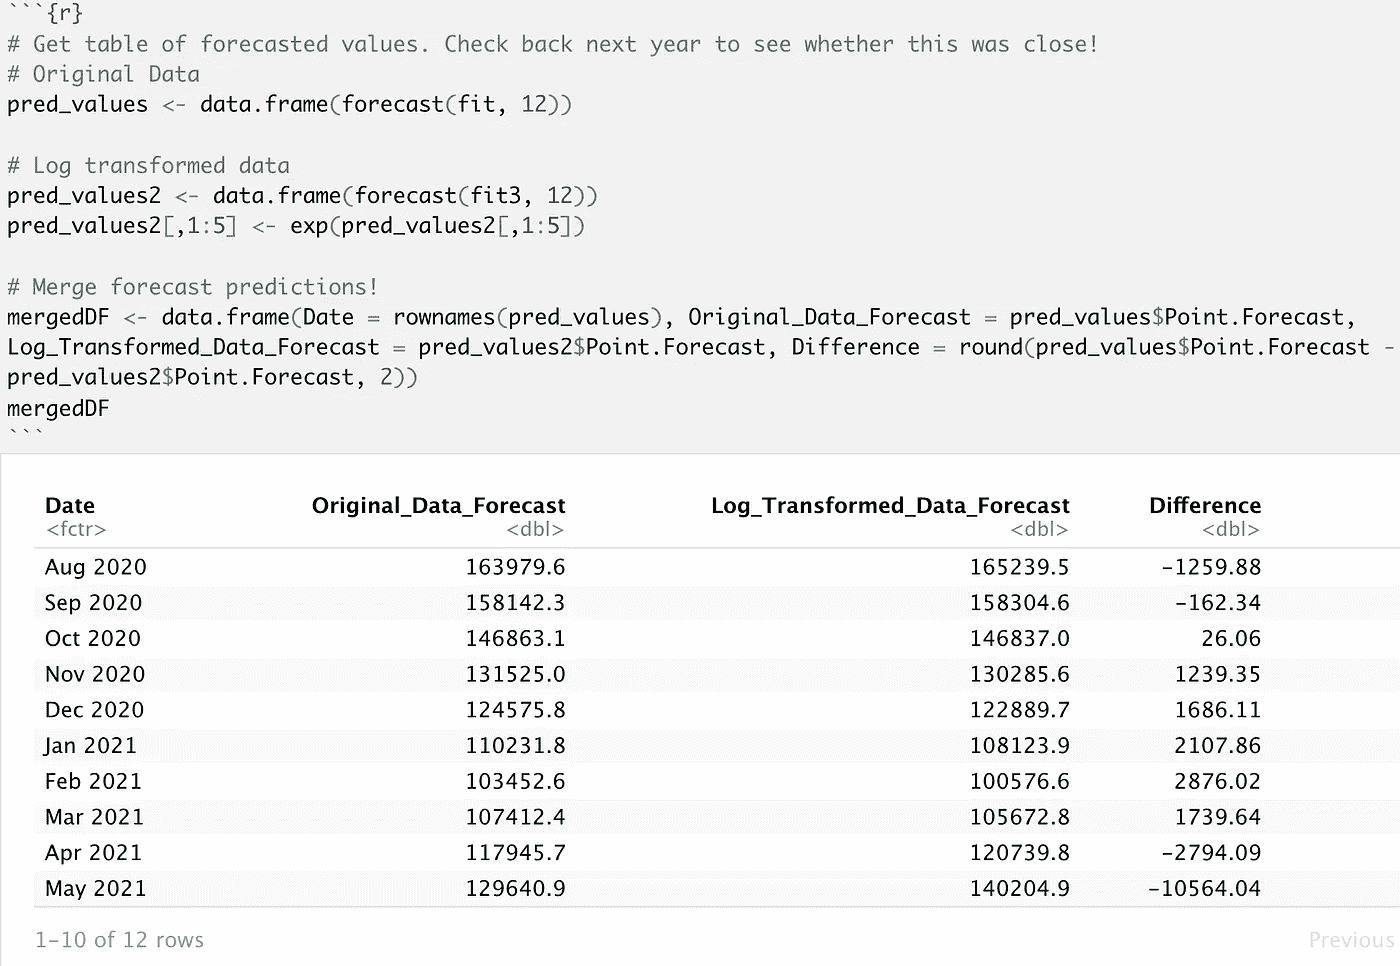 ```{r}
# Get table of forecasted values. Check back next year to see whether this was close!
# Original Data
pred_values <- data.frame(forecast(fit, 12))
# Log transformed data
pred_values2 <- data.frame(forecast(fit3, 12))
pred_values2[,1:5] <- exp(pred_values2[,1:5])
# Merge forecast predictions!
mergedDF <- data.frame(Date = rownames(pred_values), Original_Data_Forecast = pred_values$Point.Forecast,
Log_Transformed_Data_Forecast = pred_values2$Point.Forecast, Difference = round(pred_values$Point.Forecast -
pred_values2$Point.Forecast, 2))
mergedDF
```
Date Original_Data_Forecast Log_Transformed_Data_Forecast Difference
<fctr> <dbl> <dbl> <dbl>
Aug 2020 163979.6 165239.5 -1259.88
Sep 2020 158142.3 158304.6 -162.34
Oct 2020 146863.1 146837.0 26.06
Nov 2020 131525.0 130285.6 1239.35
Dec 2020 124575.8 122889.7 1686.11
Jan 2021 110231.8 108123.9 2107.86
Feb 2021 103452.6 100576.6 2876.02
Mar 2021 107412.4 105672.8 1739.64
Apr 2021 117945.7 120739.8 -2794.09
May 2021 129640.9 140204.9 -10564.04
1-10 of 12 rows Previous